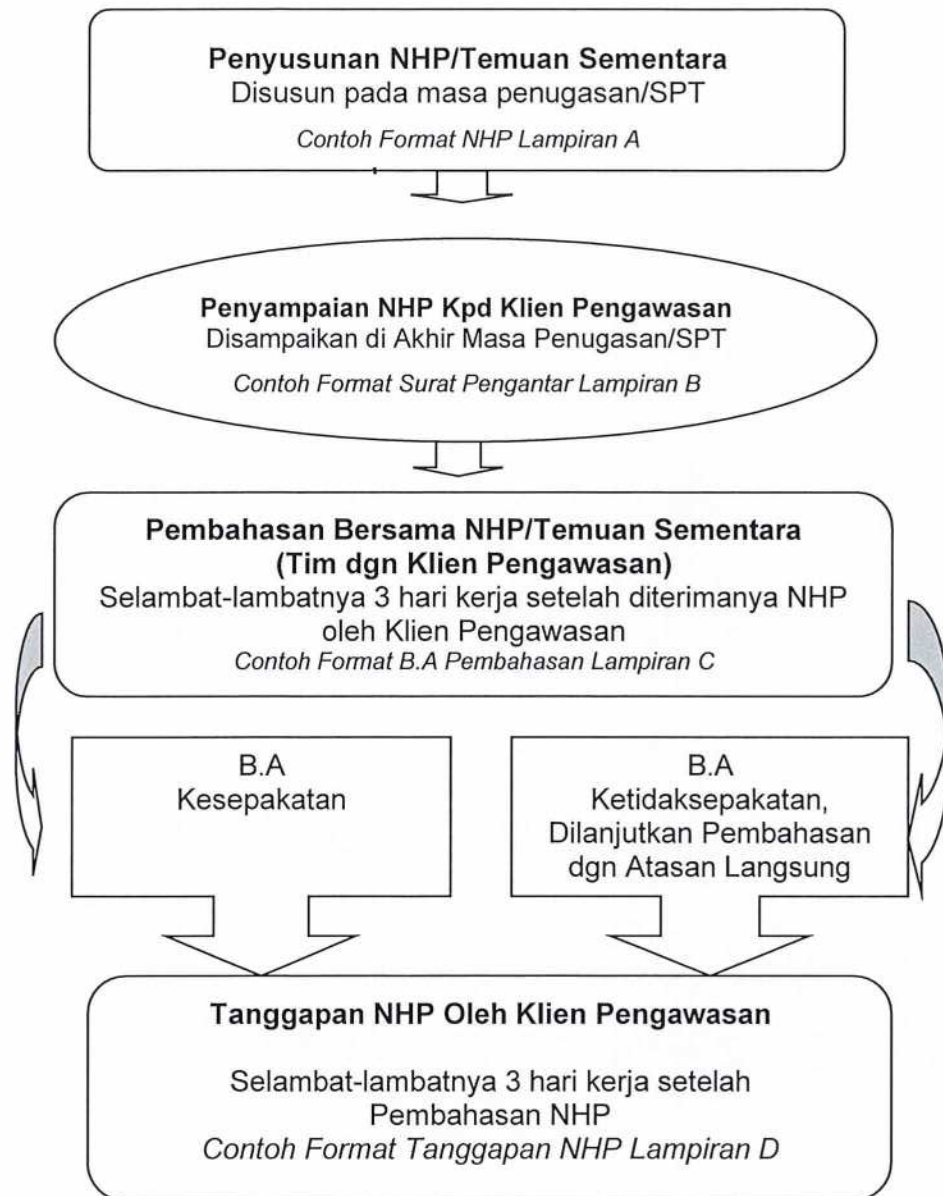 Penyusunan NHP/Temuan Sementara
Disusun pada masa penugasan/SPT
Contoh Format NHP Lampiran A
Penyampaian NHP Kpd Klien Pengawasan
Disampaikan di Akhir Masa Penugasan/SPT
Contoh Format Surat Pengantar Lampiran B
Pembahasan Bersama NHP/Temuan Sementara
(Tim dgn Klien Pengawasan)
Selambat-lambatnya 3 hari kerja setelah diterimanya NHP
oleh Klien Pengawasan
Contoh Format B.A Pembahasan Lampiran C
B.A
Kesepakatan
B.A
Ketidaksepakatan,
Dilanjutkan Pembahasan
dgn Atasan Langsung
Tanggapan NHP Oleh Klien Pengawasan
Selambat-lambatnya 3 hari kerja setelah
Pembahasan NHP
Contoh Format Tanggapan NHP Lampiran D